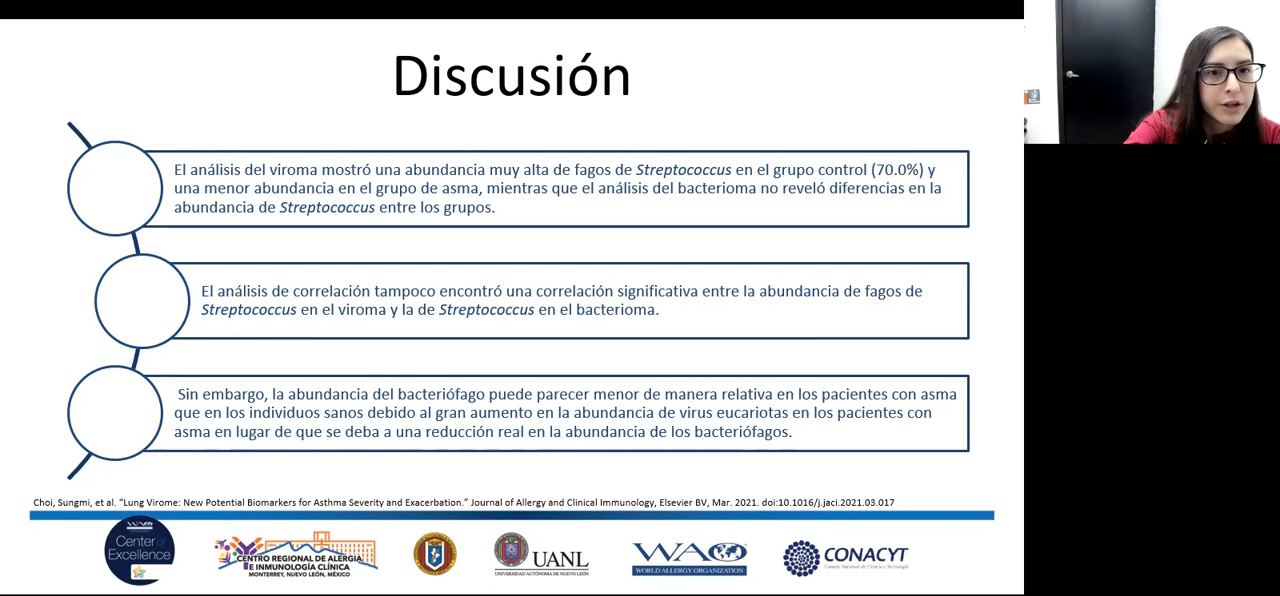 Discusión
El análisis del viroma mostró una abundancia muy alta de fagos de Streptococcus en el grupo control (70.0%) y
una menor abundancia en el grupo de asma, mientras que el análisis del bacterioma no reveló diferencias en la
abundancia de Streptococcus entre los grupos.
El análisis de correlación tampoco encontró una correlación significativa entre la abundancia de fagos de
Streptococcus en el viroma y la de Streptococcus en el bacterioma.
Sin embargo, la abundancia del bacteriófago puede parecer menor de manera relativa en los pacientes con asma
que en los individuos sanos debido al gran aumento en la abundancia de virus eucariotas en los pacientes con
asma en lugar de que se deba a una reducción real en la abundancia de los bacteriófagos.
Choi, Sungmi, et al. “Lung Virome: New Potential Biomarkers for Asthma Severity and Exacerbation.” Journal of Allergy and Clinical Immunology, Elsevier BV, Mar. 2021. doi:10.1016/j.jaci.2021.03.017
WAO
Center of
Excellence
CENTRO REGIONAL DE ALERGIA
E INMUNOLOGÍA CLÍNICA
MONTERREY, NUEVO LEÓN, MÉXICO
UANL
UNIVERSIDAD AUTÓNOMA DE NUEVO LEÓN
WAO
WORLD ALLERGY ORGANIZATION
CONACYT
Consejo Nacional de Ciencia y Tecnología